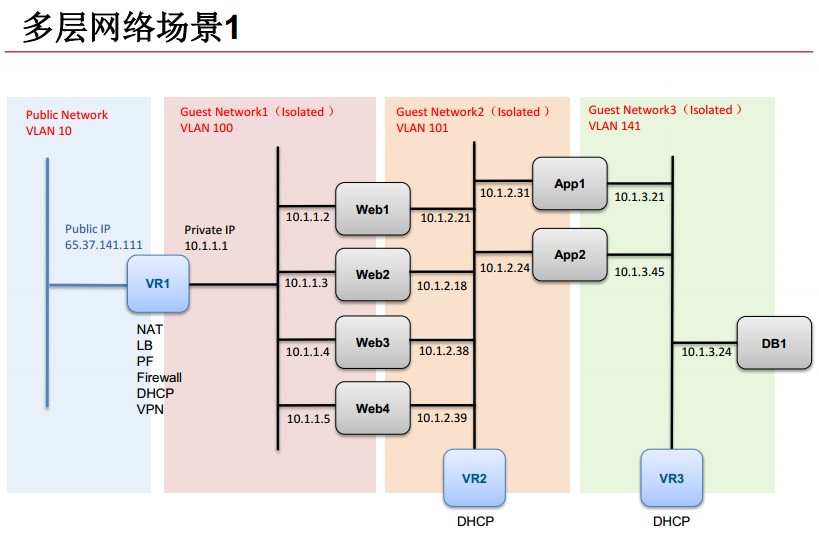 多层网络场景1
Public Network
VLAN 10
Guest Network1（Isolated ）
VLAN 100
Guest Network2（Isolated ）
VLAN 101
Guest Network3（Isolated ）
VLAN 141
Public IP
65.37.141.111
VR1
NAT
LB
PF
Firewall
DHCP
VPN
Private IP
10.1.1.1
10.1.1.2
Web1
10.1.2.21
10.1.1.3
Web2
10.1.2.18
10.1.1.4
Web3
10.1.2.38
10.1.1.5
Web4
10.1.2.39
10.1.2.31
App1
10.1.3.21
10.1.2.24
App2
10.1.3.45
10.1.3.24
DB1
VR2
DHCP
VR3
DHCP